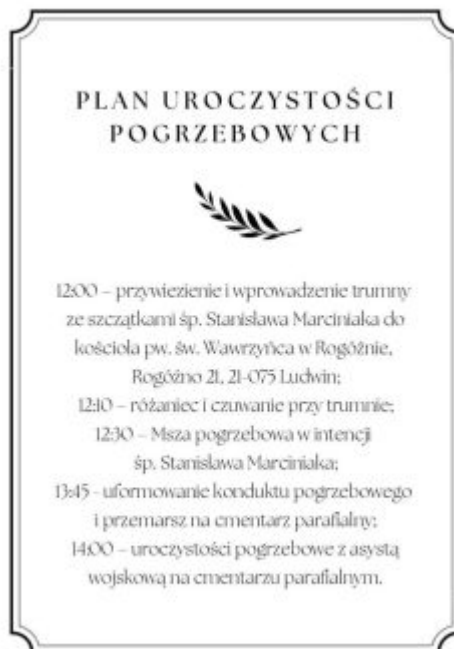 PLAN UROCZYSTOŚCI
POGRZEBOWYCH
12:00 – przywiezienie i wprowadzenie trumny
ze szczątkami śp. Stanisława Marciniaka do
kościoła pw. św. Wawrzyńca w Rogóźnie,
Rogóźno 21, 21-075 Ludwin;
12:10 – różaniec i czuwanie przy trumnie;
12:30 – Msza pogrzebowa w intencji
śp. Stanisława Marciniaka;
13:45 - uformowanie konduktu pogrzebowego
i przemarsz na cmentarz parafialny;
14:00 – uroczystości pogrzebowe z asystą
wojskową na cmentarzu parafialnym.